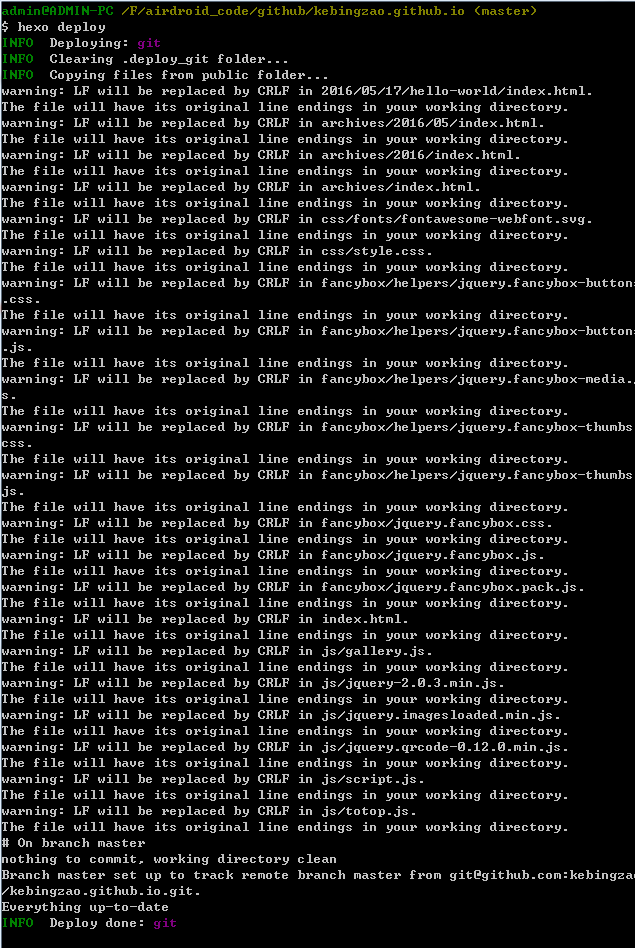 admin@ADMIN-PC /F/airdroid_code/github/kebingzao.github.io (master)
$ hexo deploy
INFO  Deploying: git
INFO  Clearing .deploy_git folder...
INFO  Copying files from public folder...
warning: LF will be replaced by CRLF in 2016/05/17/hello-world/index.html.
The file will have its original line endings in your working directory.
warning: LF will be replaced by CRLF in archives/2016/05/index.html.
The file will have its original line endings in your working directory.
warning: LF will be replaced by CRLF in archives/2016/index.html.
The file will have its original line endings in your working directory.
warning: LF will be replaced by CRLF in archives/index.html.
The file will have its original line endings in your working directory.
warning: LF will be replaced by CRLF in css/fonts/fontawesome-webfont.svg.
The file will have its original line endings in your working directory.
warning: LF will be replaced by CRLF in css/style.css.
The file will have its original line endings in your working directory.
warning: LF will be replaced by CRLF in fancybox/helpers/jquery.fancybox-button
.css.
The file will have its original line endings in your working directory.
warning: LF will be replaced by CRLF in fancybox/helpers/jquery.fancybox-button
.js.
The file will have its original line endings in your working directory.
warning: LF will be replaced by CRLF in fancybox/helpers/jquery.fancybox-media.
s.
The file will have its original line endings in your working directory.
warning: LF will be replaced by CRLF in fancybox/helpers/jquery.fancybox-thumbs
css.
The file will have its original line endings in your working directory.
warning: LF will be replaced by CRLF in fancybox/helpers/jquery.fancybox-thumbs
js.
The file will have its original line endings in your working directory.
warning: LF will be replaced by CRLF in fancybox/jquery.fancybox.css.
The file will have its original line endings in your working directory.
warning: LF will be replaced by CRLF in fancybox/jquery.fancybox.js.
The file will have its original line endings in your working directory.
warning: LF will be replaced by CRLF in fancybox/jquery.fancybox.pack.js.
The file will have its original line endings in your working directory.
warning: LF will be replaced by CRLF in index.html.
The file will have its original line endings in your working directory.
warning: LF will be replaced by CRLF in js/gallery.js.
The file will have its original line endings in your working directory.
warning: LF will be replaced by CRLF in js/jquery-2.0.3.min.js.
The file will have its original line endings in your working directory.
warning: LF will be replaced by CRLF in js/jquery.imagesloaded.min.js.
The file will have its original line endings in your working directory.
warning: LF will be replaced by CRLF in js/jquery.qrcode-0.12.0.min.js.
The file will have its original line endings in your working directory.
warning: LF will be replaced by CRLF in js/script.js.
The file will have its original line endings in your working directory.
warning: LF will be replaced by CRLF in js/totop.js.
The file will have its original line endings in your working directory.
# On branch master
nothing to commit, working directory clean
Branch master set up to track remote branch master from git@github.com:kebingzao
/kebingzao.github.io.git.
Everything up-to-date
INFO  Deploy done: git